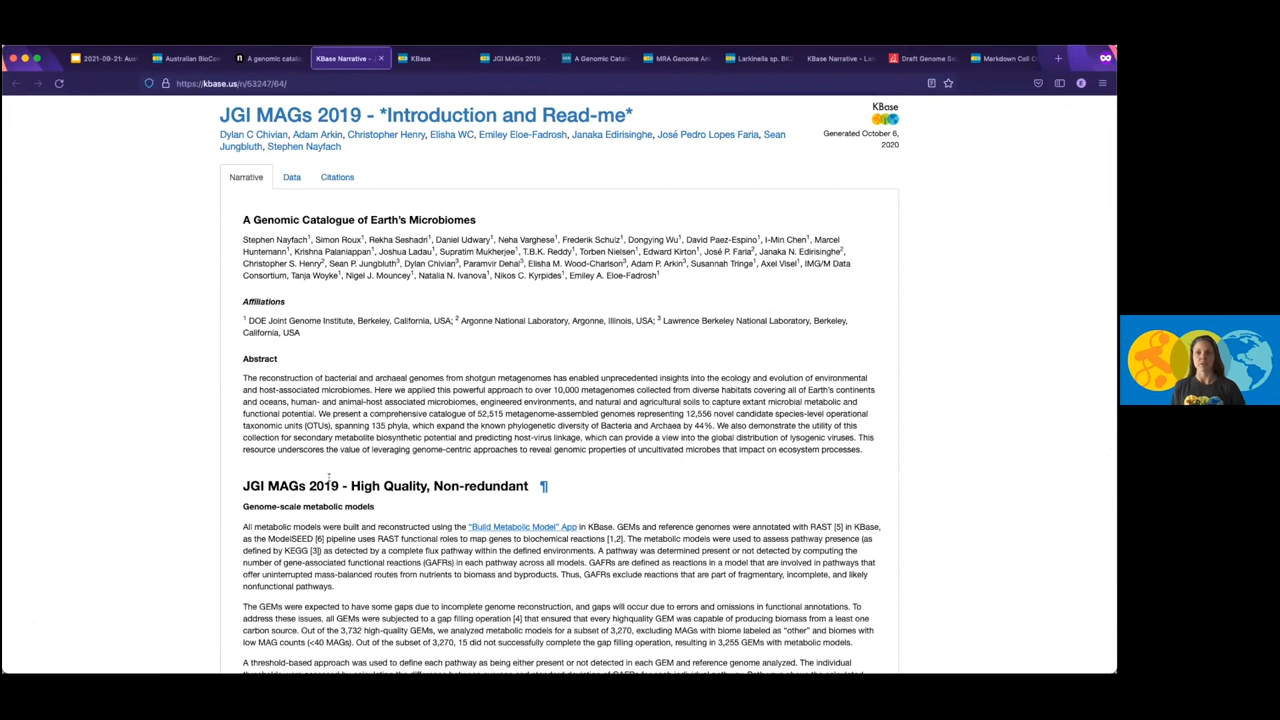 2021-09-21: Aus
Australian BioCo
A genomic catal
KBase Narrative -
KBase
JGI MAGs 2019 -
A Genomic Catal
MRA Genome An
Larkinella sp. BK
KBase Narrative - Lar
Draft Genome Se
Markdown Cell C
https://kbase.us/n/53247/64/
JGI MAGs 2019 - *Introduction and Read-me*
KBase
Dylan C Chivian, Adam Arkin, Christopher Henry, Elisha WC, Emiley Eloe-Fadrosh, Janaka Edirisinghe, José Pedro Lopes Faria, Sean
Jungbluth, Stephen Nayfach
Generated October 6,
2020
Narrative
Data
Citations
A Genomic Catalogue of Earth's Microbiomes
Stephen Nayfach1, Simon Roux1, Rekha Seshadri1, Daniel Udwary1, Neha Varghese1, Frederik Schulz1, Dongying Wu1, David Paez-Espino1, I-Min Chen1, Marcel
Huntemann1, Krishna Palaniappan1, Joshua Ladau1, Supratim Mukherjee1, T.B.K. Reddy1, Torben Nielsen1, Edward Kirton1, José P. Faria2, Janaka N. Edirisinghe2,
Christopher S. Henry2, Sean P. Jungbluth3, Dylan Chivian3, Paramvir Dehal3, Elisha M. Wood-Charlson3, Adam P. Arkin3, Susannah Tringe1, Axel Visel1, IMG/M Data
Consortium, Tanja Woyke1, Nigel J. Mouncey1, Natalia N. Ivanova1, Nikos C. Kyrpides1, Emiley A. Eloe-Fadrosh1
Affiliations
1 DOE Joint Genome Institute, Berkeley, California, USA; 2 Argonne National Laboratory, Argonne, Illinois, USA; 3 Lawrence Berkeley National Laboratory, Berkeley,
California, USA
Abstract
The reconstruction of bacterial and archaeal genomes from shotgun metagenomes has enabled unprecedented insights into the ecology and evolution of environmental
and host-associated microbiomes. Here we applied this powerful approach to over 10,000 metagenomes collected from diverse habitats covering all of Earth's continents
and oceans, human- and animal-host associated microbiomes, engineered environments, and natural and agricultural soils to capture extant microbial metabolic and
functional potential. We present a comprehensive catalogue of 52,515 metagenome-assembled genomes representing 12,556 novel candidate species-level operational
taxonomic units (OTUs), spanning 135 phyla, which expand the known phylogenetic diversity of Bacteria and Archaea by 44%. We also demonstrate the utility of this
collection for secondary metabolite biosynthetic potential and predicting host-virus linkage, which can provide a view into the global distribution of lysogenic viruses. This
resource underscores the value of leveraging genome-centric approaches to reveal genomic properties of uncultivated microbes that impact on ecosystem processes.
JGI MAGs 2019 - High Quality, Non-redundant ¶
Genome-scale metabolic models
All metabolic models were built and reconstructed using the "Build Metabolic Model" App in KBase. GEMs and reference genomes were annotated with RAST [5] in KBase,
as the ModelSEED [6] pipeline uses RAST functional roles to map genes to biochemical reactions [1,2]. The metabolic models were used to assess pathway presence (as
defined by KEGG [3]) as detected by a complete flux pathway within the defined environments. A pathway was determined present or not detected by computing the
number of gene-associated functional reactions (GAFRs) in each pathway across all models. GAFRs are defined as reactions in a model that are involved in pathways that
offer uninterrupted mass-balanced routes from nutrients to biomass and byproducts. Thus, GAFRs exclude reactions that are part of fragmentary, incomplete, and likely
nonfunctional pathways.
The GEMs were expected to have some gaps due to incomplete genome reconstruction, and gaps will occur due to errors and omissions in functional annotations. To
address these issues, all GEMs were subjected to a gap filling operation [4] that ensured that every highquality GEM was capable of producing biomass from a least one
carbon source. Out of the 3,732 high-quality GEMs, we analyzed metabolic models for a subset of 3,270, excluding MAGs with biome labeled as "other" and biomes with
low MAG counts (<40 MAGs). Out of the subset of 3,270, 15 did not successfully complete the gap filling operation, resulting in 3,255 GEMs with metabolic models.
A threshold-based approach was used to define each pathway as being either present or not detected in each GEM and reference genome analyzed. The individual